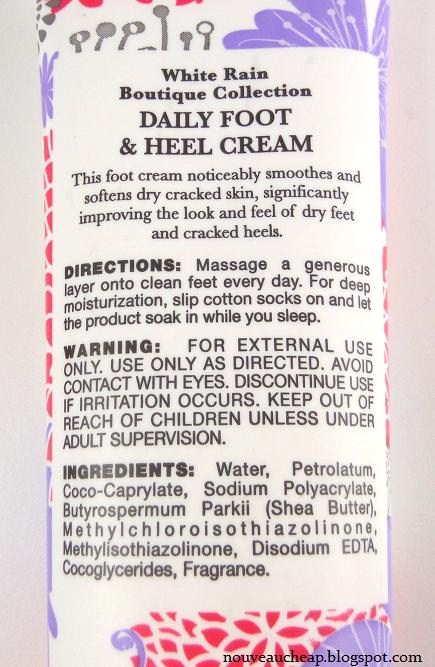 White Rain
Boutique Collection
DAILY FOOT
& HEEL CREAM
This foot cream noticeably smoothes and
softens dry cracked skin, significantly
improving the look and feel of dry feet
and cracked heels.
DIRECTIONS: Massage a generous
layer onto clean feet every day. For deep
moisturization, slip cotton socks on and let
the product soak in while you sleep.
WARNING: FOR EXTERNAL USE
ONLY. USE ONLY AS DIRECTED. AVOID
CONTACT WITH EYES. DISCONTINUE USE
IF IRRITATION OCCURS. KEEP OUT OF
REACH OF CHILDREN UNLESS UNDER
ADULT SUPERVISION.
INGREDIENTS: Water, Petrolatum,
Coco-Caprylate, Sodium Polyacrylate,
Butyrospermum Parkii (Shea Butter),
Methylchloroisothiazolinone,
Methylisothiazolinone, Disodium EDTA,
Cocoglycerides, Fragrance.
nouveaucheap.blogspot.com